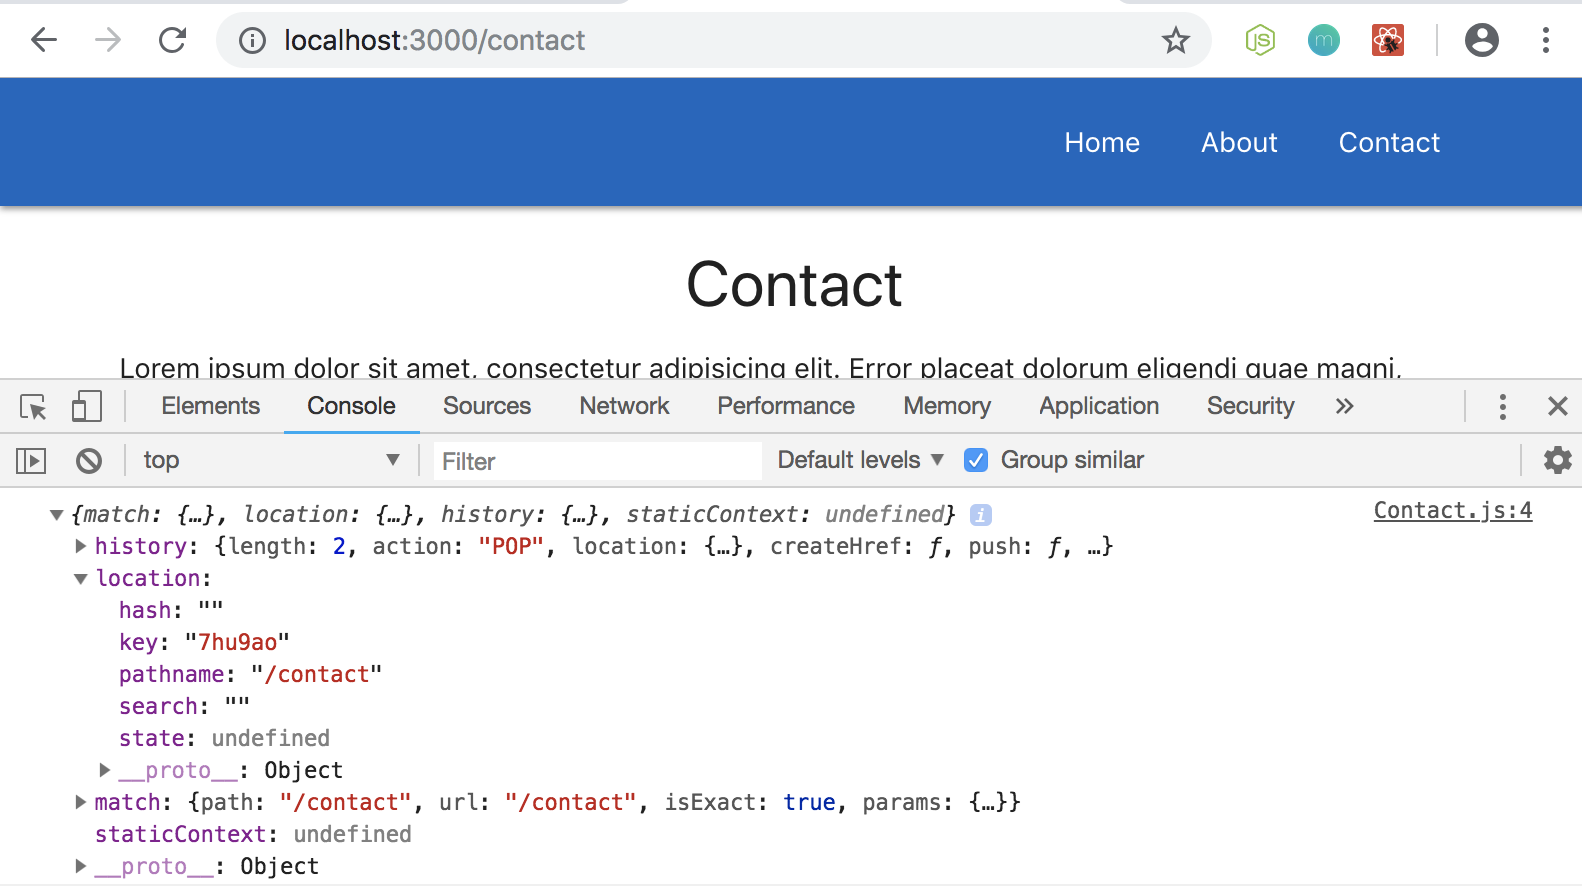 localhost:3000/contact
Home About Contact
Contact
Lorem ipsum dolor sit amet, consectetur adipisicing elit. Error placeat dolorum eligendi quae magni,
Elements Console Sources Network Performance Memory Application Security »
top Filter Default levels Group similar
{match: {…}, location: {…}, history: {…}, staticContext: undefined} i Contact.js:4
history: {length: 2, action: "POP", location: {…}, createHref: ƒ, push: ƒ, …}
location:
hash: ""
key: "7hu9ao"
pathname: "/contact"
search: ""
state: undefined
__proto__: Object
match: {path: "/contact", url: "/contact", isExact: true, params: {…}}
staticContext: undefined
__proto__: Object